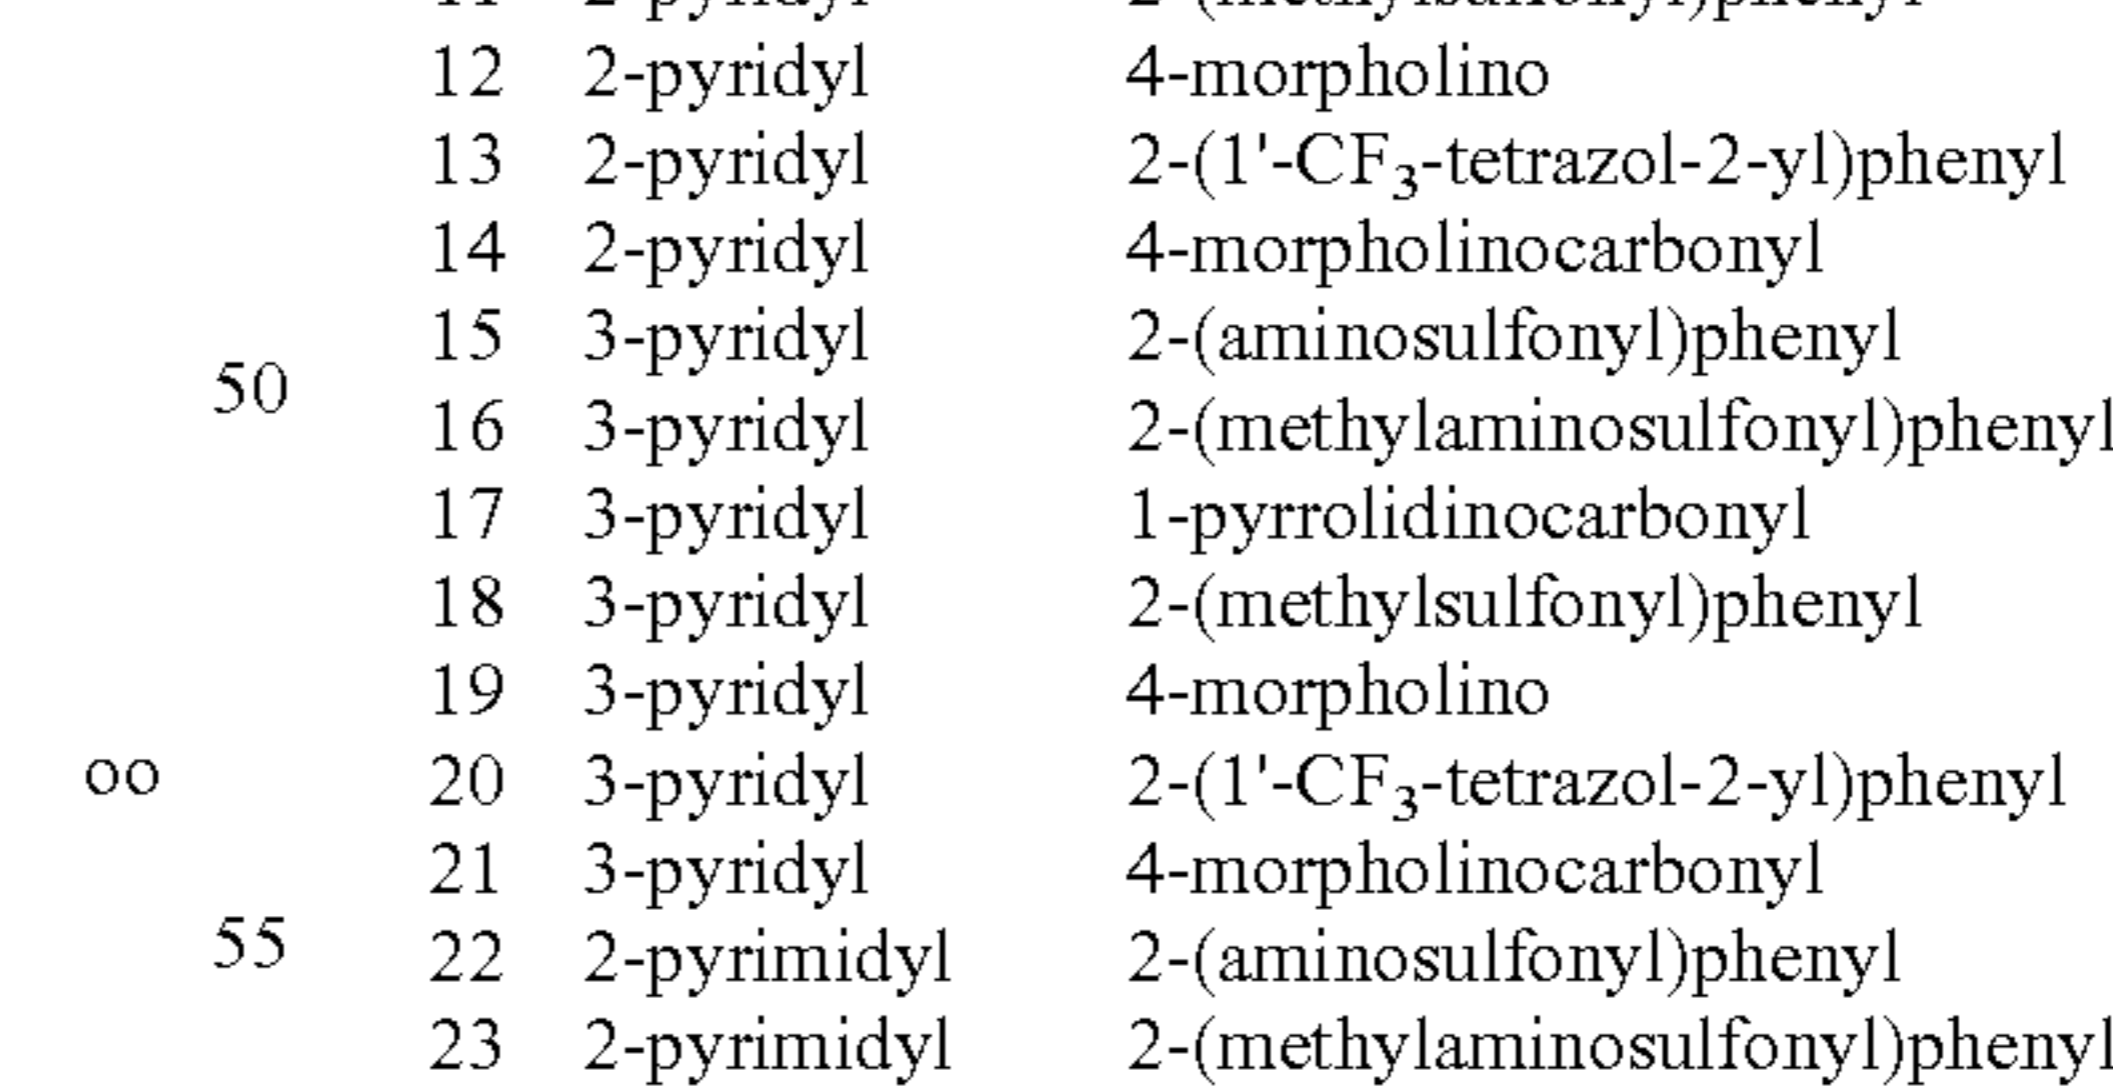 12 2-pyridyl 4-morpholino
13 2-pyridyl 2-(1'-CF₃-tetrazol-2-yl)phenyl
14 2-pyridyl 4-morpholinocarbonyl
15 3-pyridyl 2-(aminosulfonyl)phenyl
50
16 3-pyridyl 2-(methylaminosulfonyl)phenyl
17 3-pyridyl 1-pyrrolidinocarbonyl
18 3-pyridyl 2-(methylsulfonyl)phenyl
19 3-pyridyl 4-morpholino
oo 20 3-pyridyl 2-(1'-CF₃-tetrazol-2-yl)phenyl
21 3-pyridyl 4-morpholinocarbonyl
55 22 2-pyrimidyl 2-(aminosulfonyl)phenyl
23 2-pyrimidyl 2-(methylaminosulfonyl)phenyl